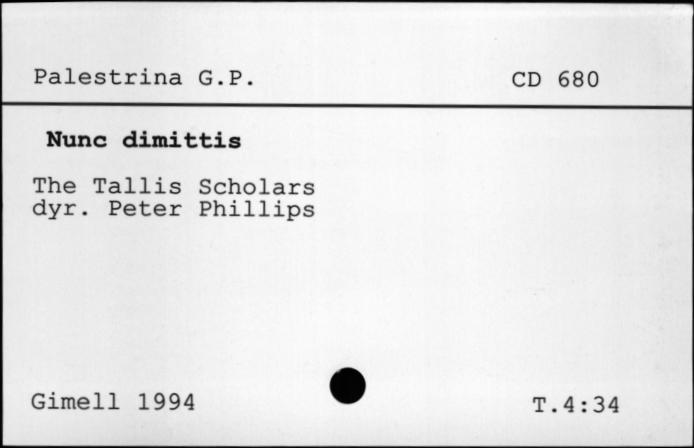 Palestrina G.P. CD 680
Nunc dimittis
The Tallis Scholars
dyr. Peter Phillips
Gimell 1994 T.4:34